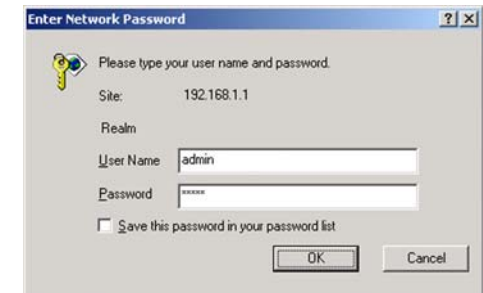 Enter Network Password
? ×
Please type your user name and password.
Site: 192.168.1.1
Realm
User Name admin
Password *****
Save this password in your password list
OK Cancel